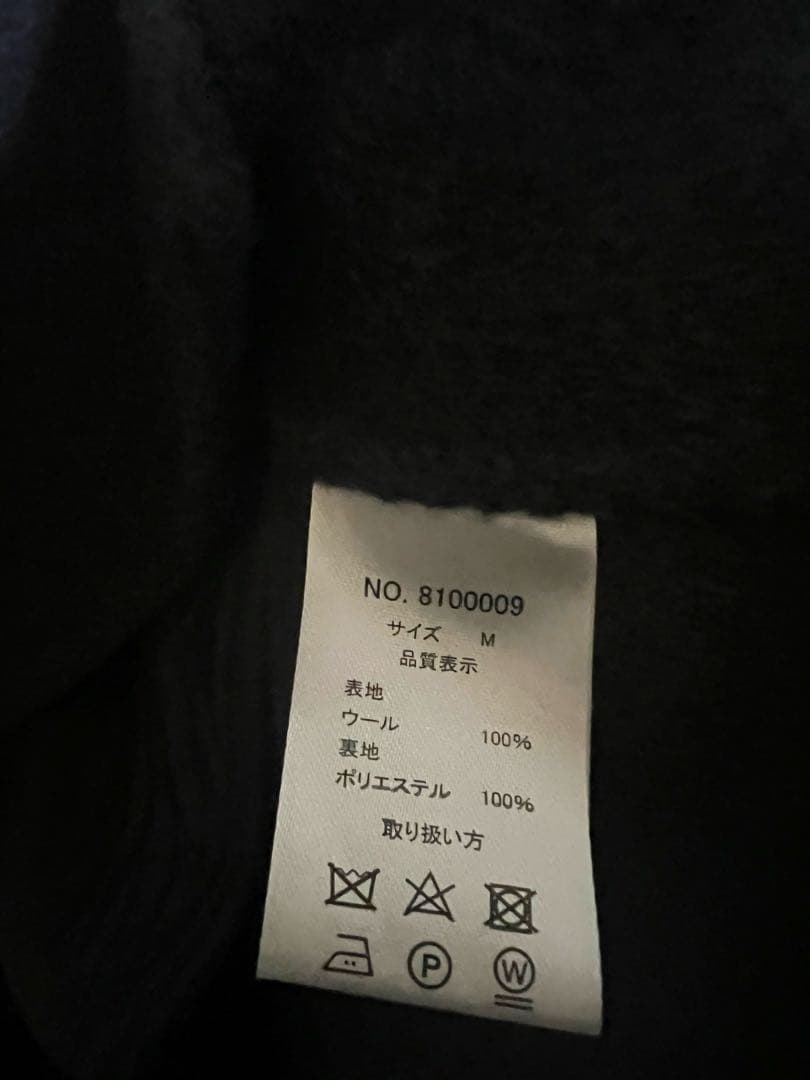 NO. 8100009
サイズ M
品質表示
表地
ウール 100%
裏地
ポリエステル 100%
取り扱い方
P W